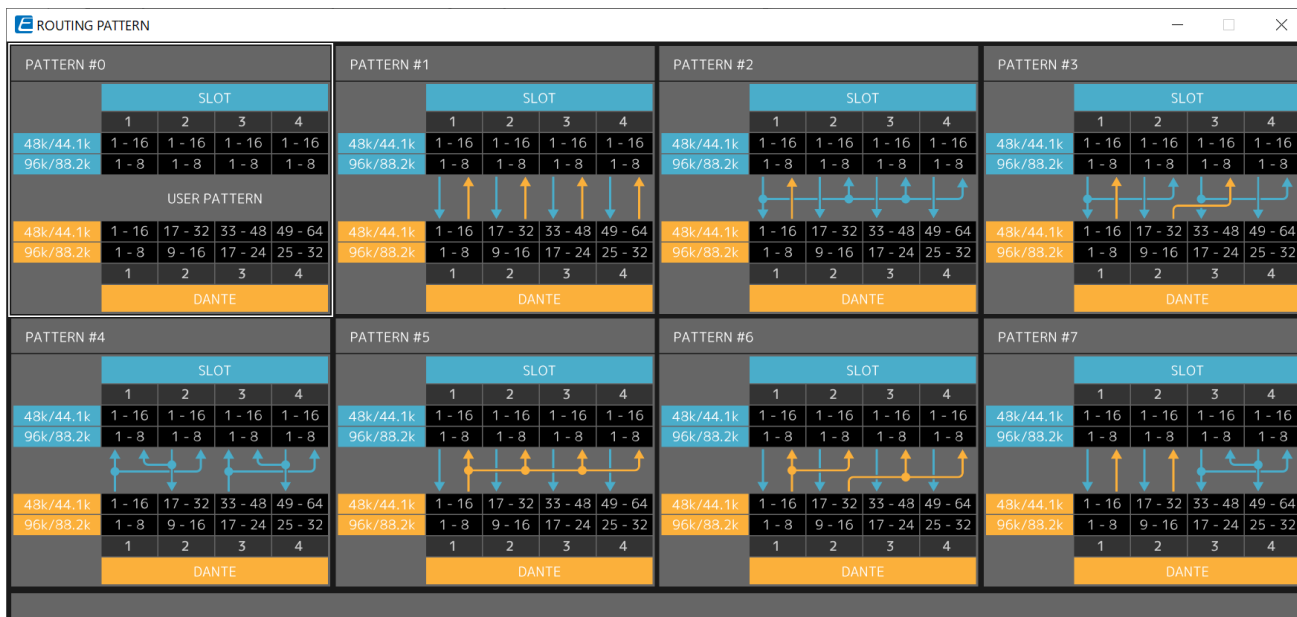 E ROUTING PATTERN
PATTERN #0 PATTERN #1 PATTERN #2 PATTERN #3
SLOT SLOT SLOT SLOT
1 2 3 4 1 2 3 4 1 2 3 4 1 2 3 4
48k/44.1k 1 - 16 1 - 16 1 - 16 1 - 16 48k/44.1k 1 - 16 1 - 16 1 - 16 1 - 16 48k/44.1k 1 - 16 1 - 16 1 - 16 1 - 16 48k/44.1k 1 - 16 1 - 16 1 - 16 1 - 16
96k/88.2k 1 - 8 1 - 8 1 - 8 1 - 8 96k/88.2k 1 - 8 1 - 8 1 - 8 1 - 8 96k/88.2k 1 - 8 1 - 8 1 - 8 1 - 8 96k/88.2k 1 - 8 1 - 8 1 - 8 1 - 8
USER PATTERN
48k/44.1k 1 - 16 17 - 32 33 - 48 49 - 64 48k/44.1k 1 - 16 17 - 32 33 - 48 49 - 64 48k/44.1k 1 - 16 17 - 32 33 - 48 49 - 64 48k/44.1k 1 - 16 17 - 32 33 - 48 49 - 64
96k/88.2k 1 - 8 9 - 16 17 - 24 25 - 32 96k/88.2k 1 - 8 9 - 16 17 - 24 25 - 32 96k/88.2k 1 - 8 9 - 16 17 - 24 25 - 32 96k/88.2k 1 - 8 9 - 16 17 - 24 25 - 32
1 2 3 4 1 2 3 4 1 2 3 4 1 2 3 4
DANTE DANTE DANTE DANTE
PATTERN #4 PATTERN #5 PATTERN #6 PATTERN #7
SLOT SLOT SLOT SLOT
1 2 3 4 1 2 3 4 1 2 3 4 1 2 3 4
48k/44.1k 1 - 16 1 - 16 1 - 16 1 - 16 48k/44.1k 1 - 16 1 - 16 1 - 16 1 - 16 48k/44.1k 1 - 16 1 - 16 1 - 16 1 - 16 48k/44.1k 1 - 16 1 - 16 1 - 16 1 - 16
96k/88.2k 1 - 8 1 - 8 1 - 8 1 - 8 96k/88.2k 1 - 8 1 - 8 1 - 8 1 - 8 96k/88.2k 1 - 8 1 - 8 1 - 8 1 - 8 96k/88.2k 1 - 8 1 - 8 1 - 8 1 - 8
48k/44.1k 1 - 16 17 - 32 33 - 48 49 - 64 48k/44.1k 1 - 16 17 - 32 33 - 48 49 - 64 48k/44.1k 1 - 16 17 - 32 33 - 48 49 - 64 48k/44.1k 1 - 16 17 - 32 33 - 48 49 - 64
96k/88.2k 1 - 8 9 - 16 17 - 24 25 - 32 96k/88.2k 1 - 8 9 - 16 17 - 24 25 - 32 96k/88.2k 1 - 8 9 - 16 17 - 24 25 - 32 96k/88.2k 1 - 8 9 - 16 17 - 24 25 - 32
1 2 3 4 1 2 3 4 1 2 3 4 1 2 3 4
DANTE DANTE DANTE DANTE